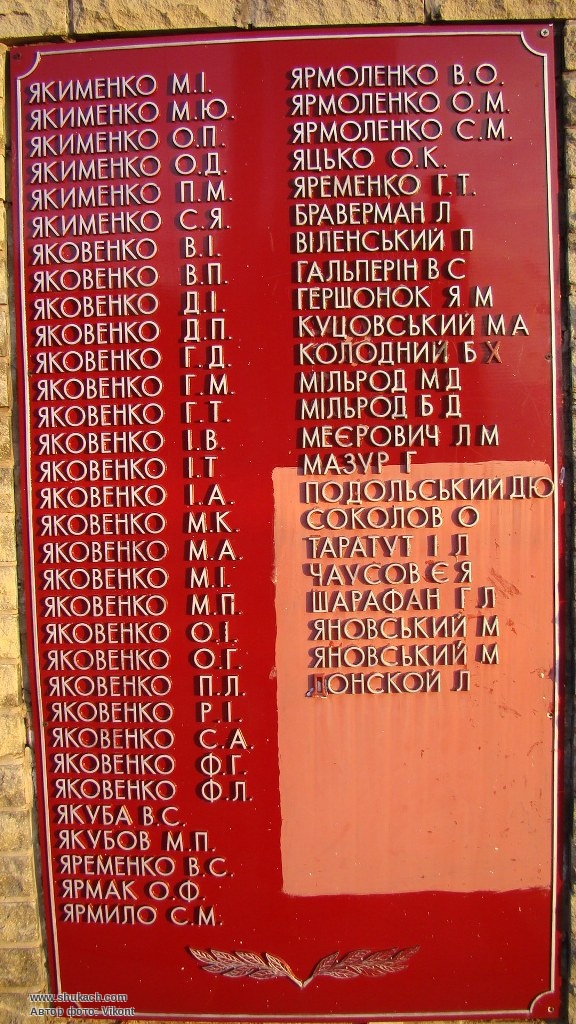 ЯКИМЕНКО М.І.
ЯКИМЕНКО М.Ю.
ЯКИМЕНКО О.П.
ЯКИМЕНКО О.Д.
ЯКИМЕНКО П.М.
ЯКИМЕНКО С.Я.
ЯКОВЕНКО В.І.
ЯКОВЕНКО В.П.
ЯКОВЕНКО Д.І.
ЯКОВЕНКО Д.П.
ЯКОВЕНКО Г.Д.
ЯКОВЕНКО Г.М.
ЯКОВЕНКО Г.Т.
ЯКОВЕНКО І.В.
ЯКОВЕНКО І.Т
ЯКОВЕНКО І.А.
ЯКОВЕНКО М.К.
ЯКОВЕНКО М.А.
ЯКОВЕНКО М.І.
ЯКОВЕНКО М.П.
ЯКОВЕНКО О.І.
ЯКОВЕНКО О.Г.
ЯКОВЕНКО П.Л.
ЯКОВЕНКО Р.І.
ЯКОВЕНКО С.А.
ЯКОВЕНКО Ф.Г.
ЯКОВЕНКО Ф.Л.
ЯКУБА В.С.
ЯКУБОВ М.П.
ЯРЕМЕНКО В.С.
ЯРМАК О.Ф.
ЯРМИЛО С.М.
ЯРМОЛЕНКО В.О.
ЯРМОЛЕНКО О.М.
ЯРМОЛЕНКО С.М.
ЯЦЬКО О.К.
ЯРЕМЕНКО Г.Т.
БРАВЕРМАН Л
ВІЛЕНСЬКИЙ П
ГАЛЬПЕРІН В С
ГЕРШОНОК Я М
КУЦОВСЬКИЙ М А
КОЛОДНИЙ Б Х
МІЛЬРОД М Д
МІЛЬРОД Б Д
МЕЄРОВИЧ Л М
МАЗУР Г
ПОДОЛЬСЬКИЙ Д Ю
СОКОЛОВ О
ТАРАТУТ І Л
ЧАУСОВ Є Я
ШАРАФАН Г Л
ЯНОВСЬКИЙ М
ЯНОВСЬКИЙ М
ДОНСКОЙ Л
www.shukach.com
Автор фото: Vikont